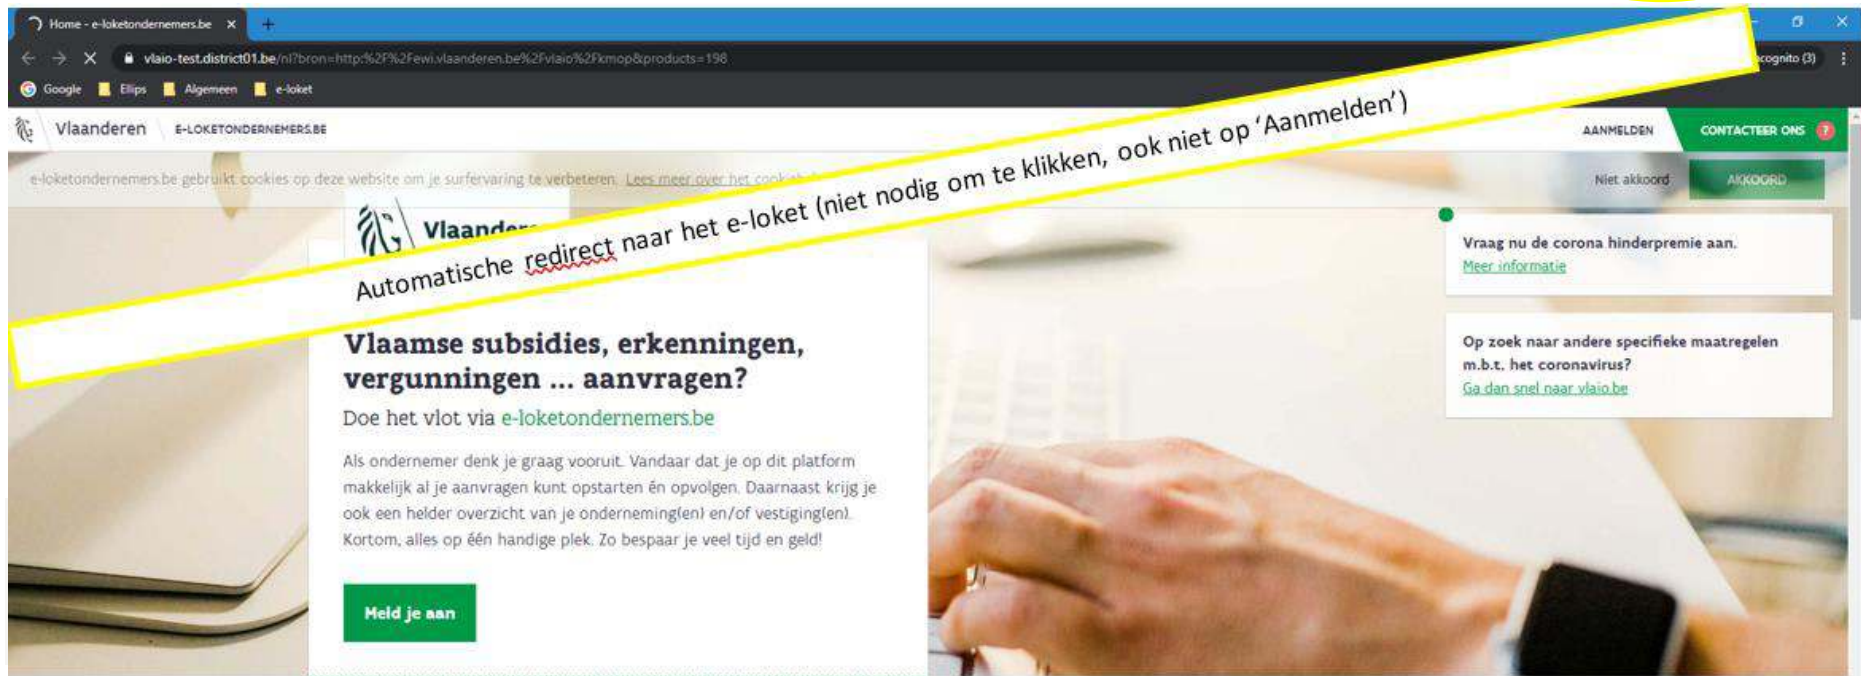 Home - e-loketondernemers.be
vlaio-test.district01.be/nl?bron=http:%2F%2Fewi.vlaanderen.be%2Fvlaio%2Fkmop&products=198
Google Ellips Algemeen e-loket
Vlaanderen E-LOKETONDERNEMERS.BE AANMELDEN CONTACTEER ONS ?
e-loketondernemers.be gebruikt cookies op deze website om je surfervaring te verbeteren. Lees meer over het Niet akkoord AKKOORD
Automatische redirect naar het e-loket (niet nodig om te klikken, ook niet op ‘Aanmelden’)
Vraag nu de corona hinderpremie aan.
Meer informatie
Op zoek naar andere specifieke maatregelen
m.b.t. het coronavirus?
Ga dan snel naar vlaio.be
Vlaamse subsidies, erkenningen,
vergunningen ... aanvragen?
Doe het vlot via e-loketondernemers.be
Als ondernemer denk je graag vooruit. Vandaar dat je op dit platform
makkelijk al je aanvragen kunt opstarten én opvolgen. Daarnaast krijg je
ook een helder overzicht van je onderneming(en) en/of vestiging(en).
Kortom, alles op één handige plek. Zo bespaar je veel tijd en geld!
Meld je aan